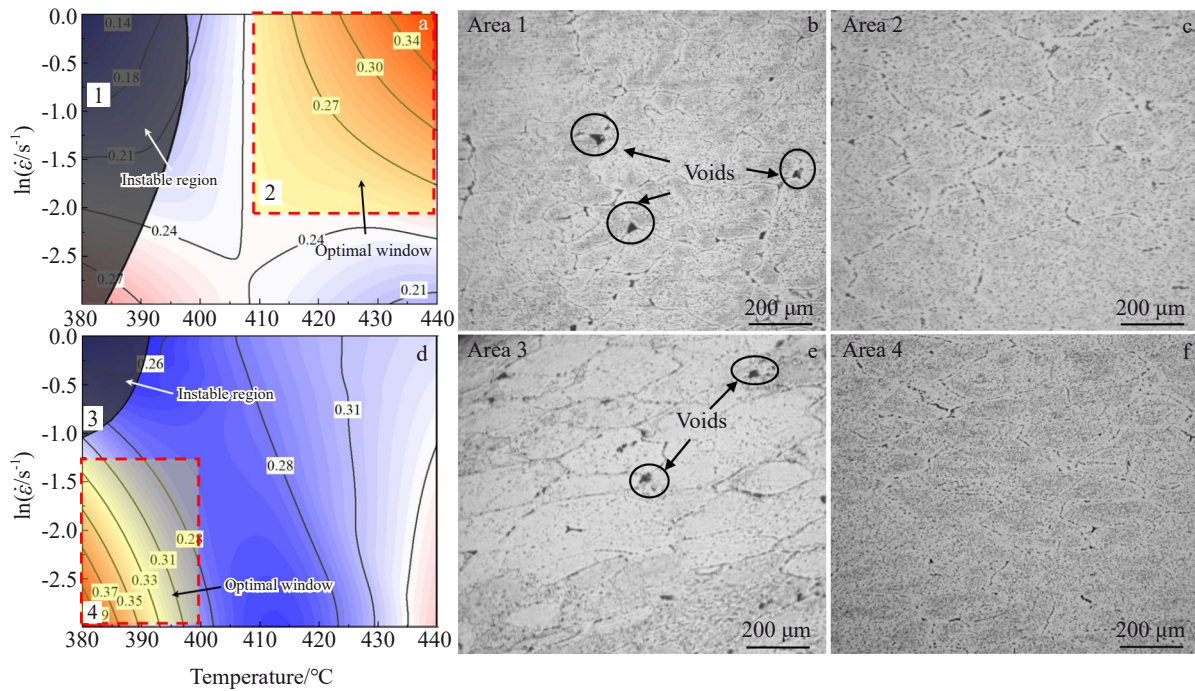 a
0.0
-0.5
-1.0
-1.5
-2.0
-2.5
ln(ε̇/s⁻¹)
0.14
0.18
0.21
0.24
0.27
0.34
0.30
0.27
0.24
0.21
1
2
Instable region
Optimal window
380 390 400 410 420 430 440
Area 1
b
Voids
200 μm
Area 2
c
200 μm
d
0.0
-0.5
-1.0
-1.5
-2.0
-2.5
ln(ε̇/s⁻¹)
0.26
0.31
0.28
0.28
0.31
0.33
0.35
0.37
3
4
9
Instable region
Optimal window
380 390 400 410 420 430 440
Temperature/°C
Area 3
e
Voids
200 μm
Area 4
f
200 μm